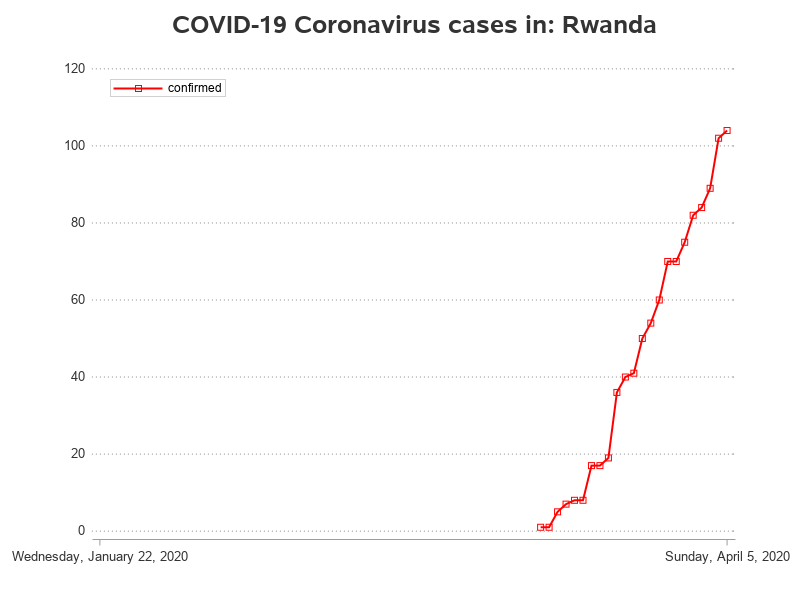 COVID-19 Coronavirus cases in: Rwanda
120
confirmed
100
80
60
40
20
0
Wednesday, January 22, 2020
Sunday, April 5, 2020